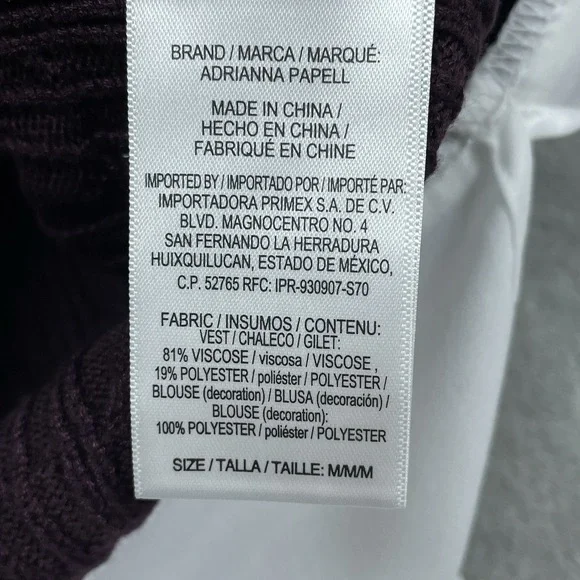 BRAND / MARCA / MARQUÉ:
ADRIANNA PAPELL
MADE IN CHINA /
HECHO EN CHINA /
FABRIQUÉ EN CHINE
IMPORTED BY / IMPORTADO POR / IMPORTÉ PAR:
IMPORTADORA PRIMEX S.A. DE C.V.
BLVD. MAGNOCENTRO NO. 4
SAN FERNANDO LA HERRADURA
HUIXQUILUCAN, ESTADO DE MÉXICO,
C.P. 52765 RFC: IPR-930907-S70
FABRIC / INSUMOS / CONTENU:
VEST / CHALECO / GILET:
81% VISCOSE / viscosa / VISCOSE ,
19% POLYESTER / poliéster / POLYESTER /
BLOUSE (decoration) / BLUSA (decoración) /
BLOUSE (decoration):
100% POLYESTER / poliéster / POLYESTER
SIZE / TALLA / TAILLE: M/M/M